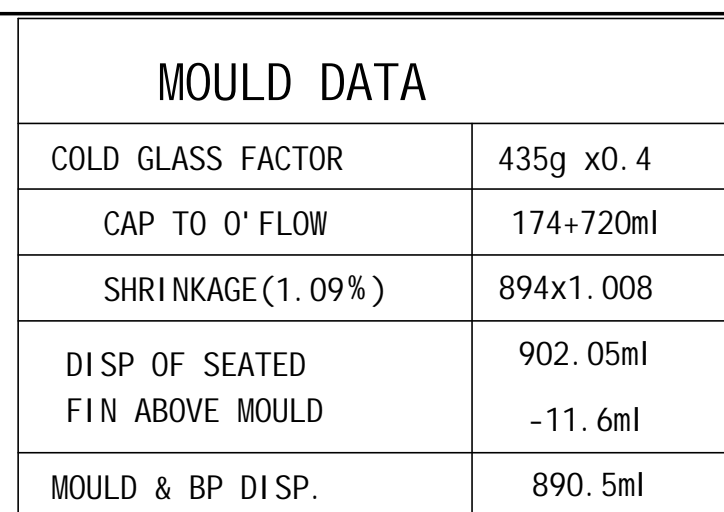 MOULD DATA
COLD GLASS FACTOR 435g x0.4
CAP TO O'FLOW 174+720ml
SHRINKAGE(1.09%) 894x1.008
DISP OF SEATED 902.05ml
FIN ABOVE MOULD -11.6ml
MOULD & BP DISP. 890.5ml